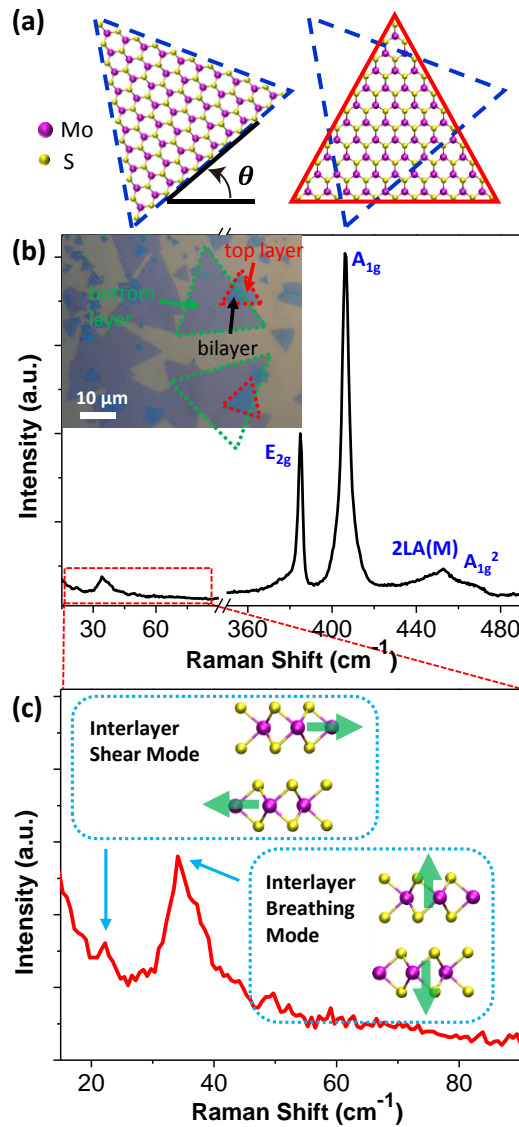 (a)
Mo
S
θ
(b)
top layer
bottom
layer
bilayer
10 μm
A1g
E2g
2LA(M)
A1g2
Intensity (a.u.)
30 60 360 400 440 480
Raman Shift (cm-1)
(c)
Interlayer
Shear Mode
Interlayer
Breathing
Mode
Intensity (a.u.)
20 40 60 80
Raman Shift (cm-1)